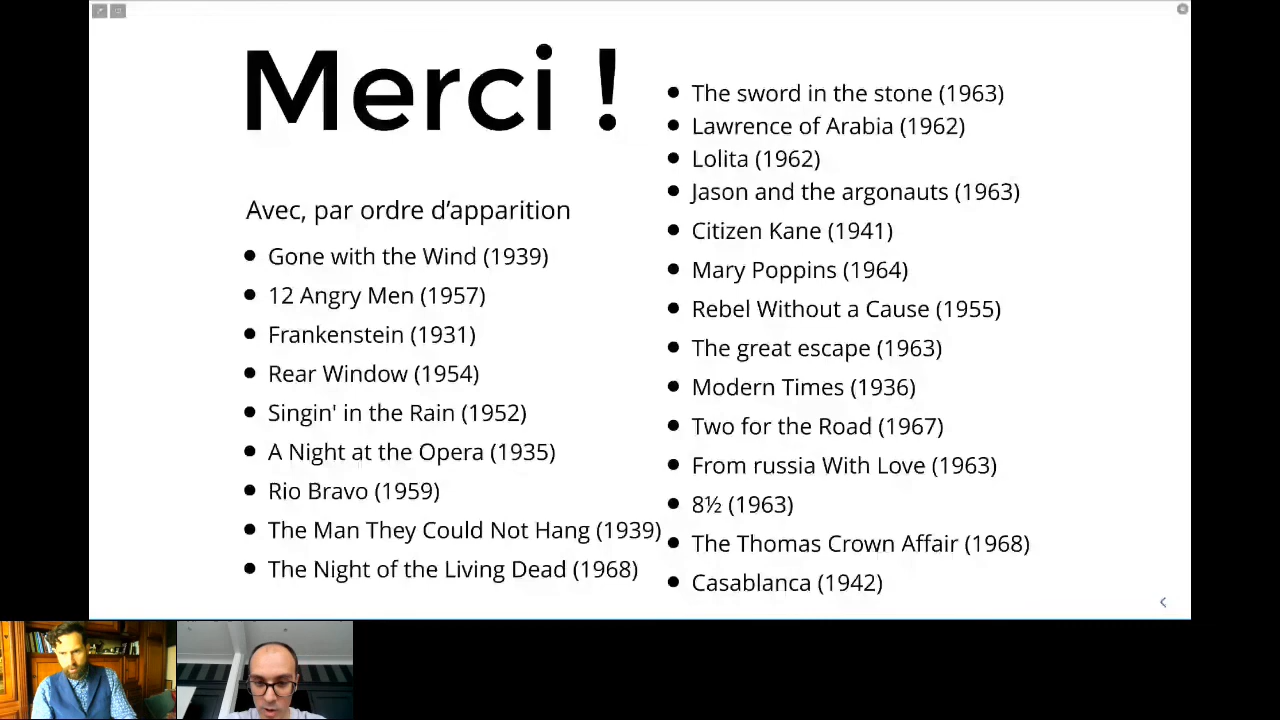 Merci !
Avec, par ordre d’apparition
Gone with the Wind (1939)
12 Angry Men (1957)
Frankenstein (1931)
Rear Window (1954)
Singin' in the Rain (1952)
A Night at the Opera (1935)
Rio Bravo (1959)
The Man They Could Not Hang (1939)
The Night of the Living Dead (1968)
The sword in the stone (1963)
Lawrence of Arabia (1962)
Lolita (1962)
Jason and the argonauts (1963)
Citizen Kane (1941)
Mary Poppins (1964)
Rebel Without a Cause (1955)
The great escape (1963)
Modern Times (1936)
Two for the Road (1967)
From russia With Love (1963)
8½ (1963)
The Thomas Crown Affair (1968)
Casablanca (1942)